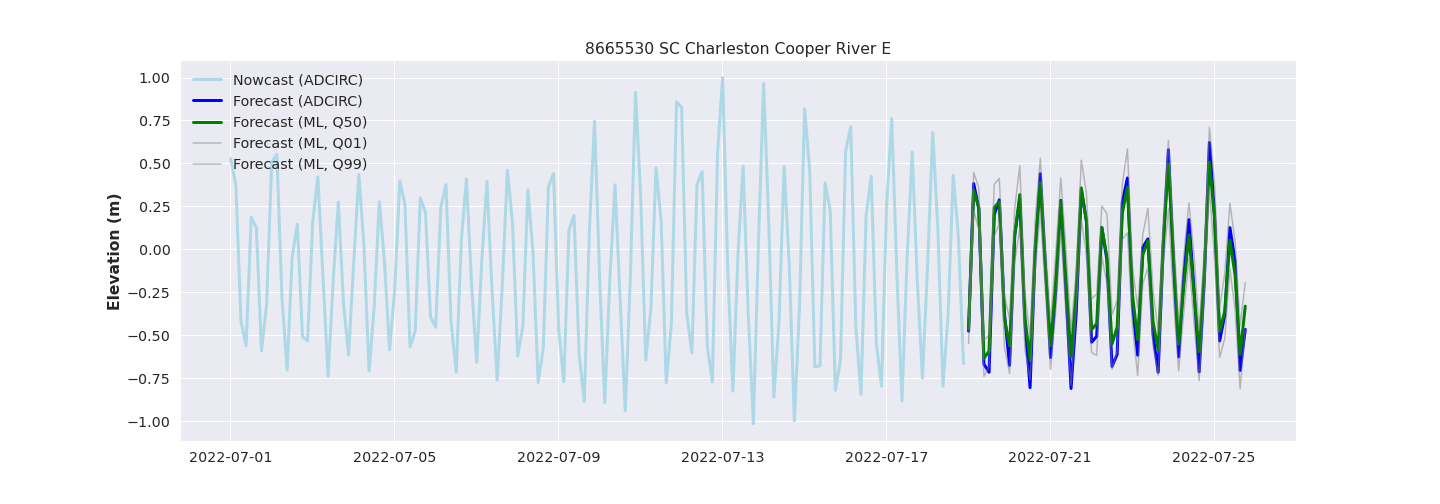 8665530 SC Charleston Cooper River E
Nowcast (ADCIRC)
Forecast (ADCIRC)
Forecast (ML, Q50)
Forecast (ML, Q01)
Forecast (ML, Q99)
Elevation (m)
1.00
0.75
0.50
0.25
0.00
−0.25
−0.50
−0.75
−1.00
2022-07-01 2022-07-05 2022-07-09 2022-07-13 2022-07-17 2022-07-21 2022-07-25